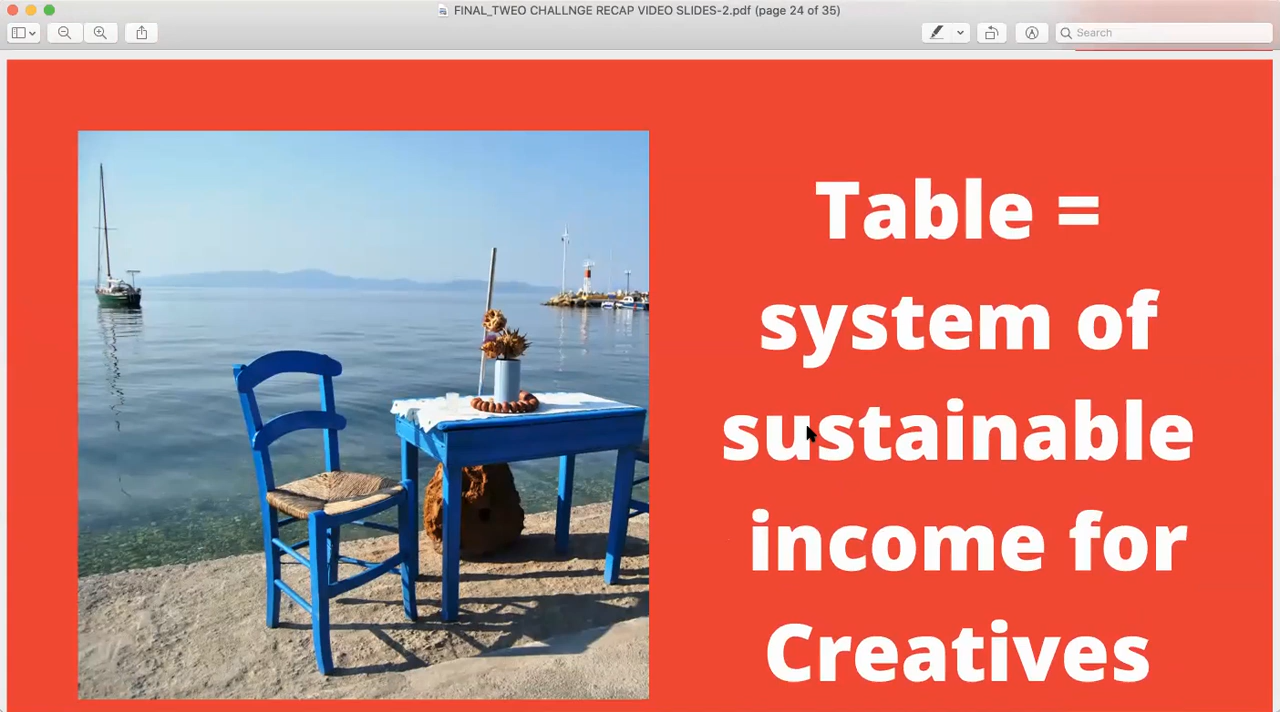 FINAL_TWEO CHALLNGE RECAP VIDEO SLIDES-2.pdf (page 24 of 35)
Search
Table =
system of
sustainable
income for
Creatives